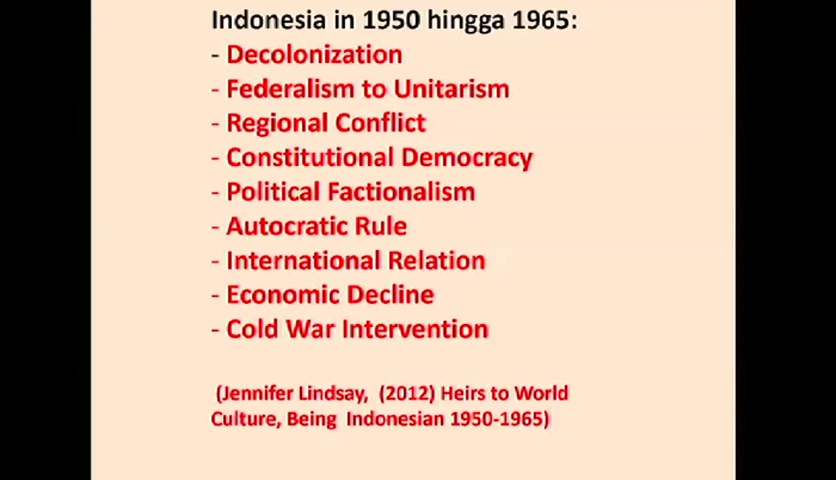 Indonesia in 1950 hingga 1965:
- Decolonization
- Federalism to Unitarism
- Regional Conflict
- Constitutional Democracy
- Political Factionalism
- Autocratic Rule
- International Relation
- Economic Decline
- Cold War Intervention
(Jennifer Lindsay, (2012) Heirs to World
Culture, Being Indonesian 1950-1965)